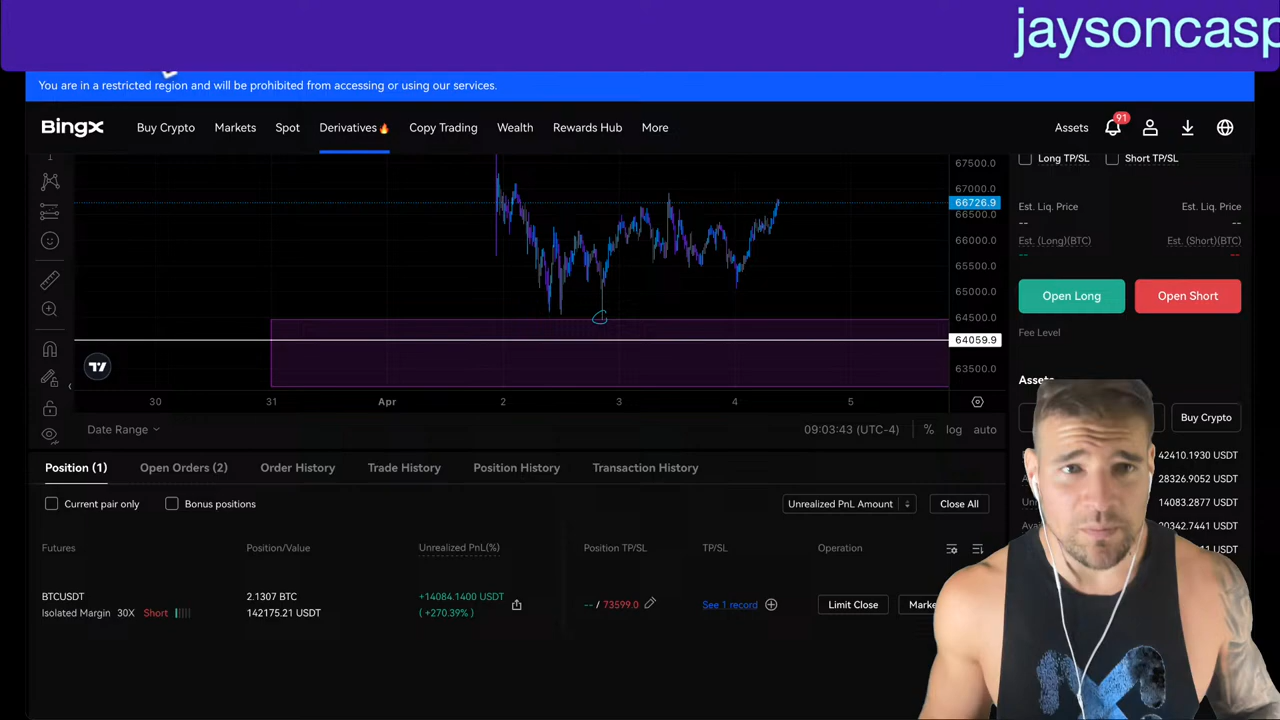 jaysoncasp
You are in a restricted region and will be prohibited from accessing or using our services.
BingX
Buy Crypto
Markets
Spot
Derivatives🔥
Copy Trading
Wealth
Rewards Hub
More
Assets
91
Long TP/SL
Short TP/SL
67500.0
67000.0
66726.9
66500.0
66000.0
65500.0
65000.0
64500.0
64059.9
63500.0
Est. Liq. Price
Est. Liq. Price
--
--
Est. (Long)(BTC)
Est. (Short)(BTC)
--
--
Open Long
Open Short
Fee Level
Assets
Buy Crypto
42410.1930 USDT
28326.9052 USDT
14083.2877 USDT
20342.7441 USDT
USDT
30
31
Apr
2
3
4
5
Date Range
09:03:43 (UTC-4)
%
log
auto
Position (1)
Open Orders (2)
Order History
Trade History
Position History
Transaction History
Current pair only
Bonus positions
Unrealized PnL Amount
Close All
Futures
Position/Value
Unrealized PnL(%)
Position TP/SL
TP/SL
Operation
BTCUSDT
2.1307 BTC
+14084.1400 USDT
-- / 73599.0
See 1 record
Limit Close
Marke
Isolated Margin 30X Short
142175.21 USDT
(+270.39% )